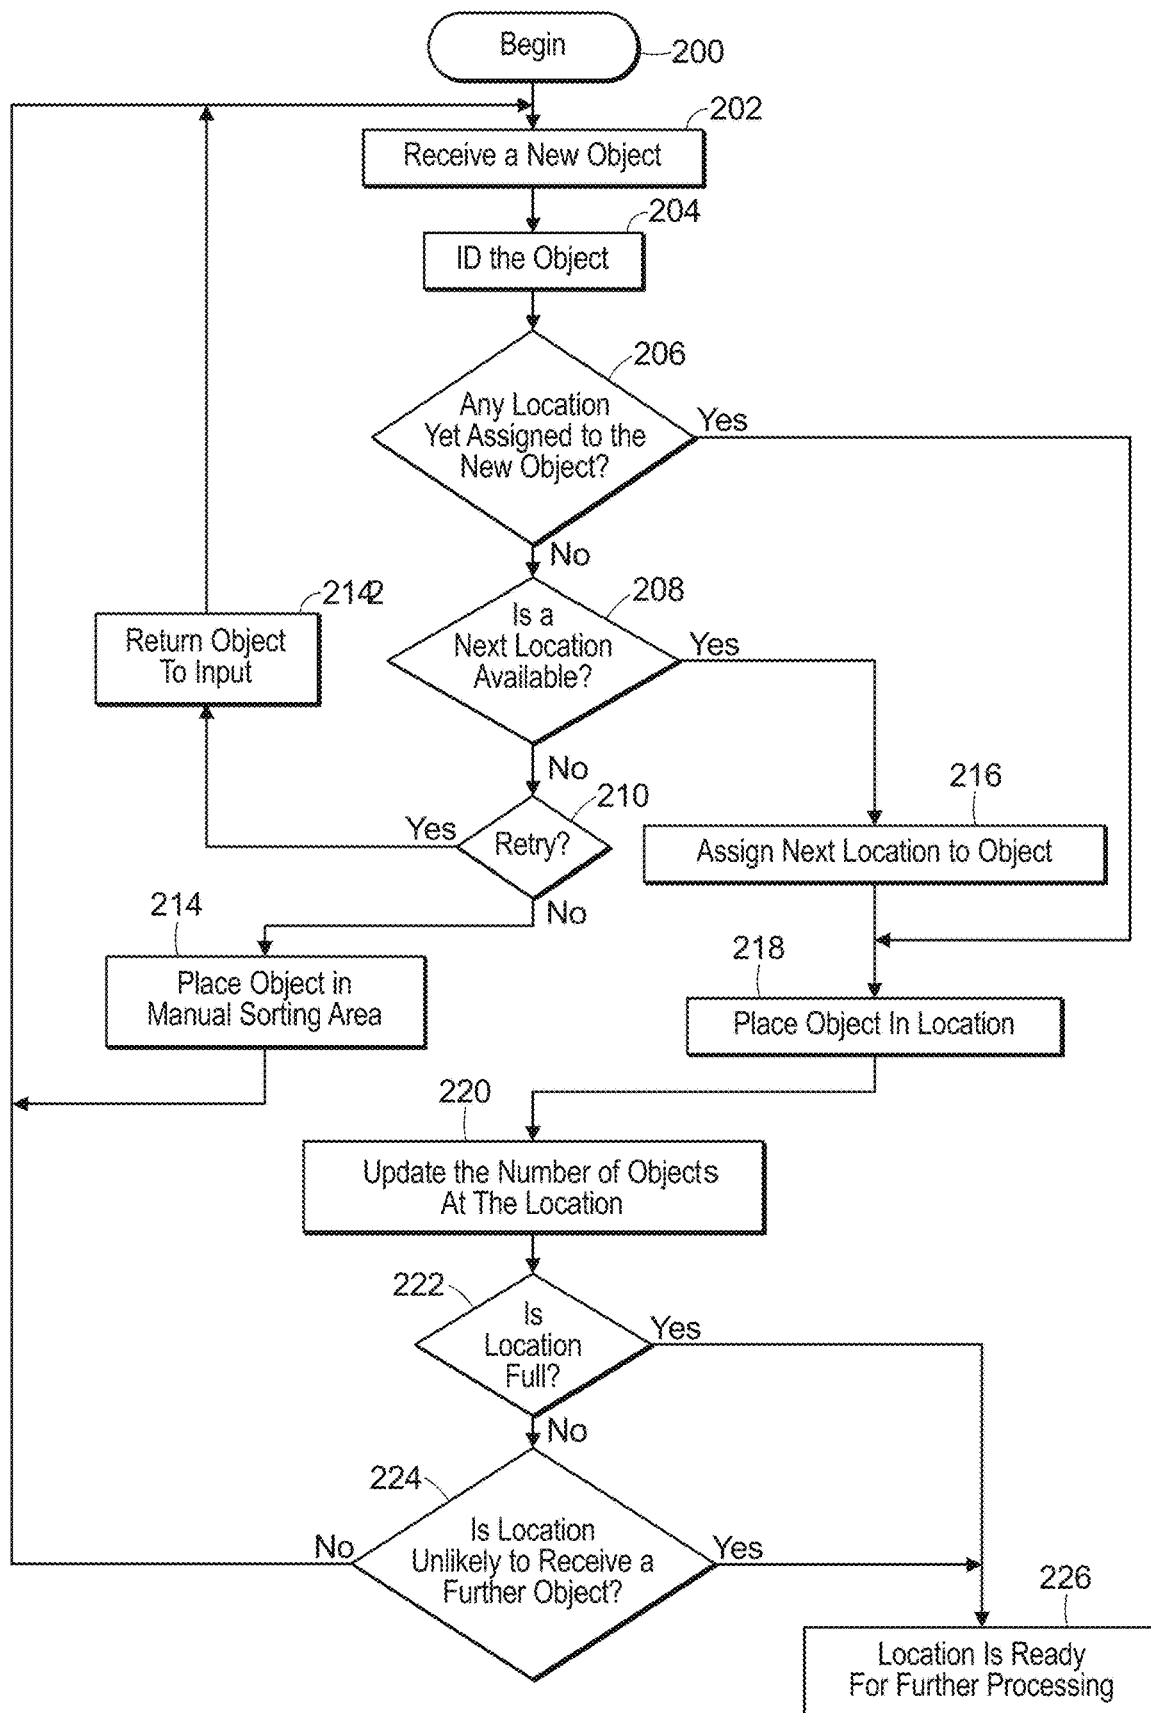 Begin
200
202
Receive a New Object
204
ID the Object
206
Any Location
Yet Assigned to the
New Object?
Yes
No
208
Is a
Next Location
Available?
Yes
2142
Return Object
To Input
No
210
Retry?
Yes
No
216
Assign Next Location to Object
214
Place Object in
Manual Sorting Area
218
Place Object In Location
220
Update the Number of Objects
At The Location
222
Is
Location
Full?
Yes
No
224
Is Location
Unlikely to Receive a
Further Object?
No
Yes
226
Location Is Ready
For Further Processing